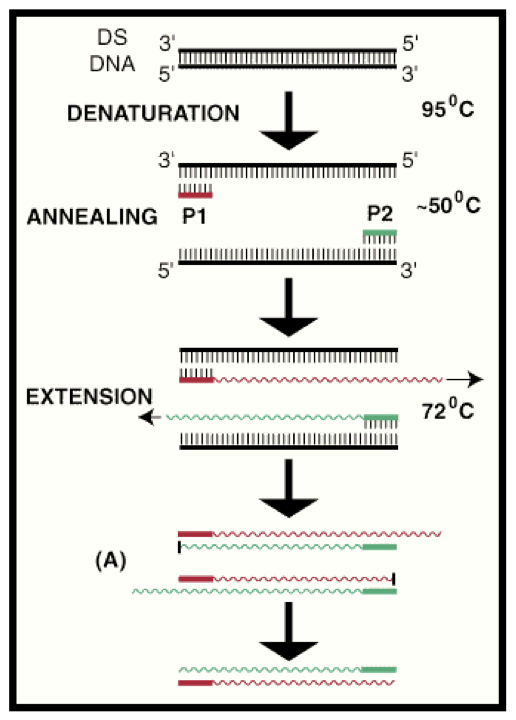 DS 3' 5'
DNA 5' 3'
DENATURATION 95⁰C
3' 5'
ANNEALING P1 P2 ~50⁰C
5' 3'
EXTENSION 72⁰C
(A)